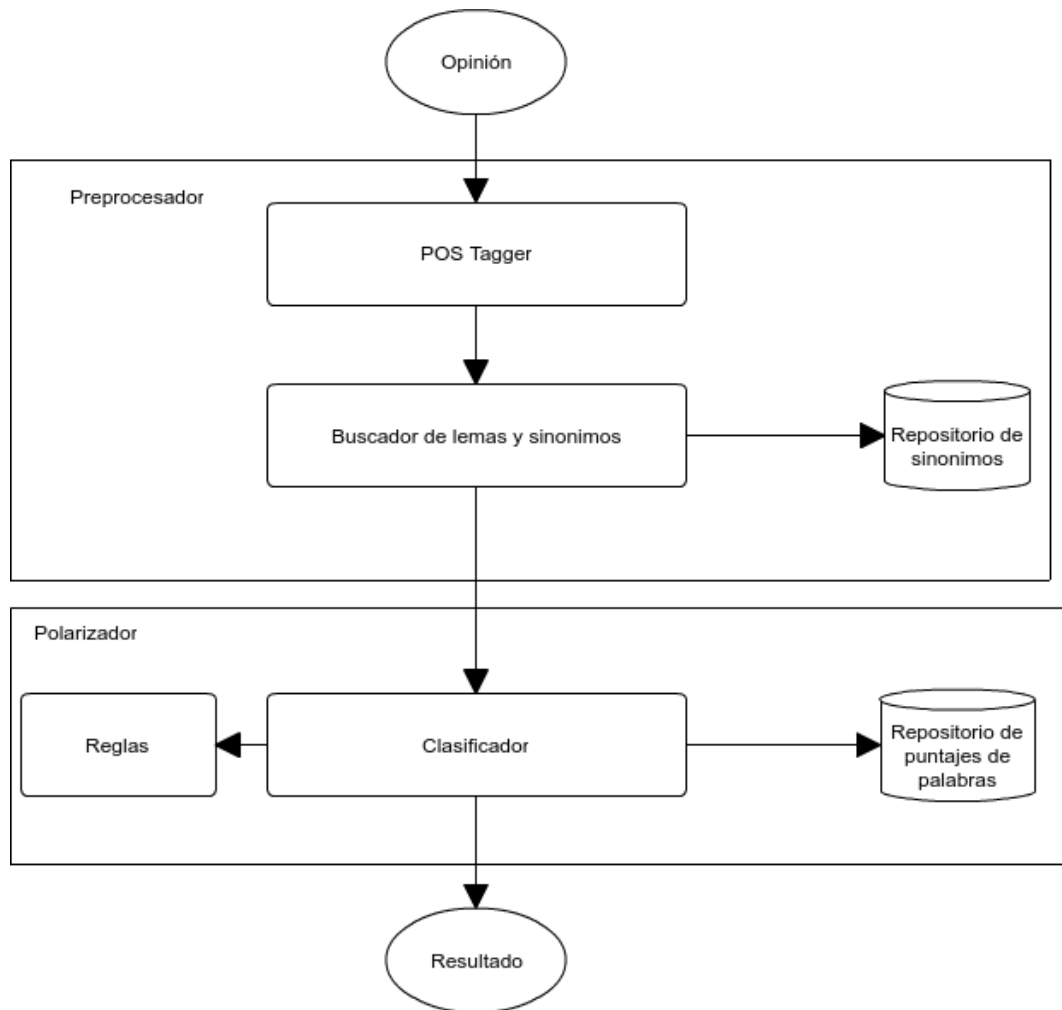 Opinión
Preprocesador
POS Tagger
Buscador de lemas y sinonimos
Repositorio de
sinonimos
Polarizador
Reglas
Clasificador
Repositorio de
puntajes de
palabras
Resultado